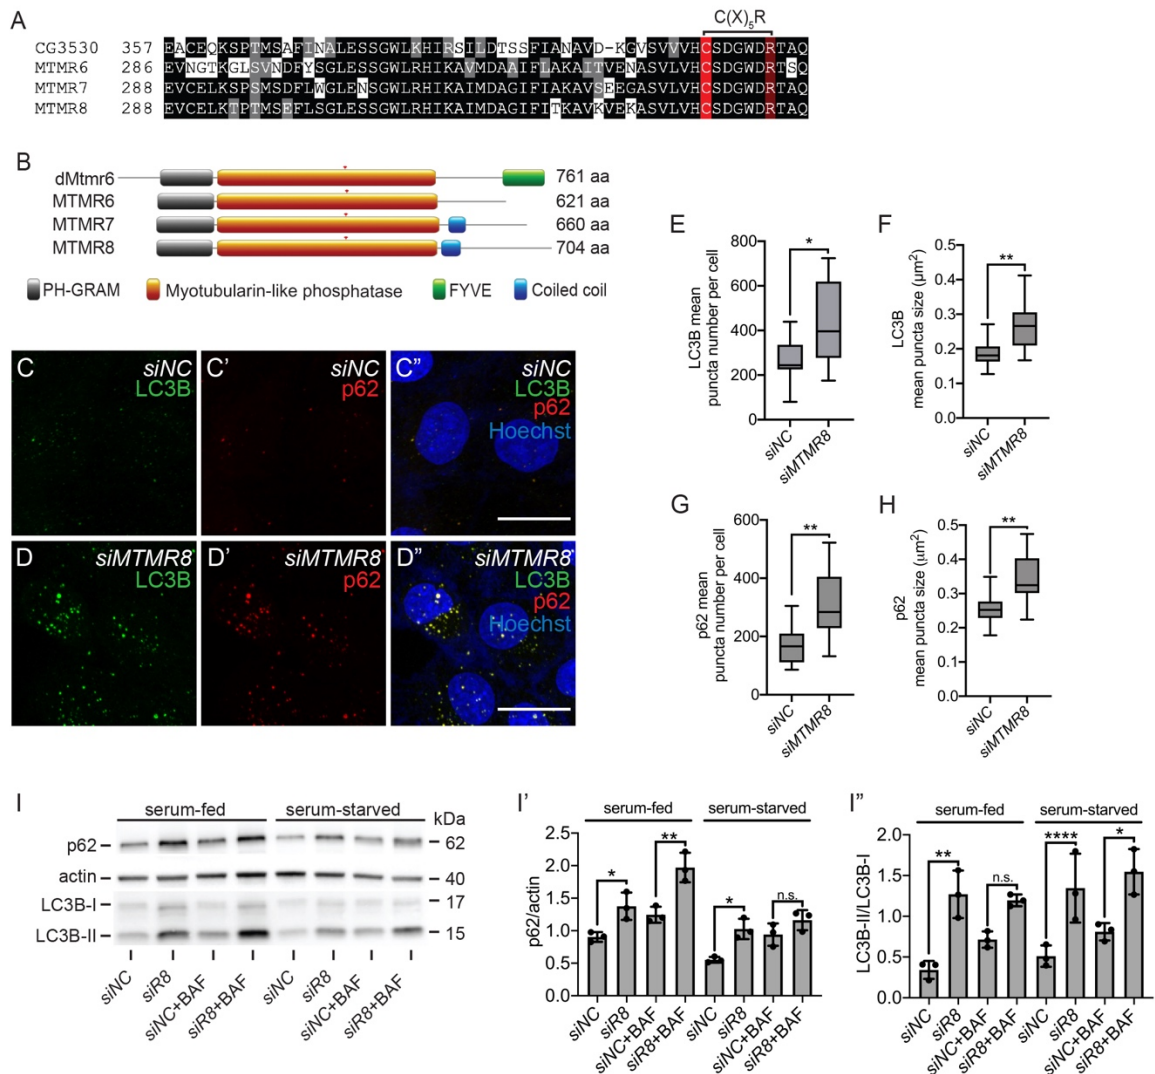 A
C(X)5R
CG3530 357 EACEQKSPTMSAFINALESSGWLKHIRSILDTSSFIANAVD-KGVSVVVHCSDGWDRTAQ
MTMR6 286 EVNGTKGLSVNDFYSGLESSGWLRHIKAVMDAAIFLAKAITVENASVLVHCSDGWDRTSQ
MTMR7 288 EVCELKSPSMSDFLWGLENSGWLRHIKAIMDAGIFIAKAVSEEGASVLVHCSDGWDRTAQ
MTMR8 288 EVCELKTPTMSEFLSGLESSGWLRHIKAIMDAGIFITKAVKVEKASVLVHCSDGWDRTAQ
B
dMtmr6 761 aa
MTMR6 621 aa
MTMR7 660 aa
MTMR8 704 aa
PH-GRAM Myotubularin-like phosphatase FYVE Coiled coil
C siNC
LC3B
C' siNC
p62
C" siNC
LC3B
p62
Hoechst
D siMTMR8
LC3B
D' siMTMR8
p62
D" siMTMR8
LC3B
p62
Hoechst
E
LC3B mean
puncta number per cell
800
600
400
200
0
*
siNC
siMTMR8
F
LC3B
mean puncta size (μm²)
0.5
0.4
0.3
0.2
0.1
0
**
siNC
siMTMR8
G
p62 mean
puncta number per cell
600
400
200
0
**
siNC
siMTMR8
H
p62
mean puncta size (μm²)
0.5
0.4
0.3
0.2
0.1
0
**
siNC
siMTMR8
I
serum-fed serum-starved kDa
p62 62
actin 40
LC3B-I 17
LC3B-II 15
siNC siR8 siNC+BAF siR8+BAF siNC siR8 siNC+BAF siR8+BAF
I'
serum-fed serum-starved
p62/actin
2.5
2.0
1.5
1.0
0.5
0.0
* ** * n.s.
siNC siR8 siNC+BAF siR8+BAF siNC siR8 siNC+BAF siR8+BAF
I"
serum-fed serum-starved
LC3B-II/LC3B-I
2.0
1.5
1.0
0.5
0.0
** n.s. **** *
siNC siR8 siNC+BAF siR8+BAF siNC siR8 siNC+BAF siR8+BAF